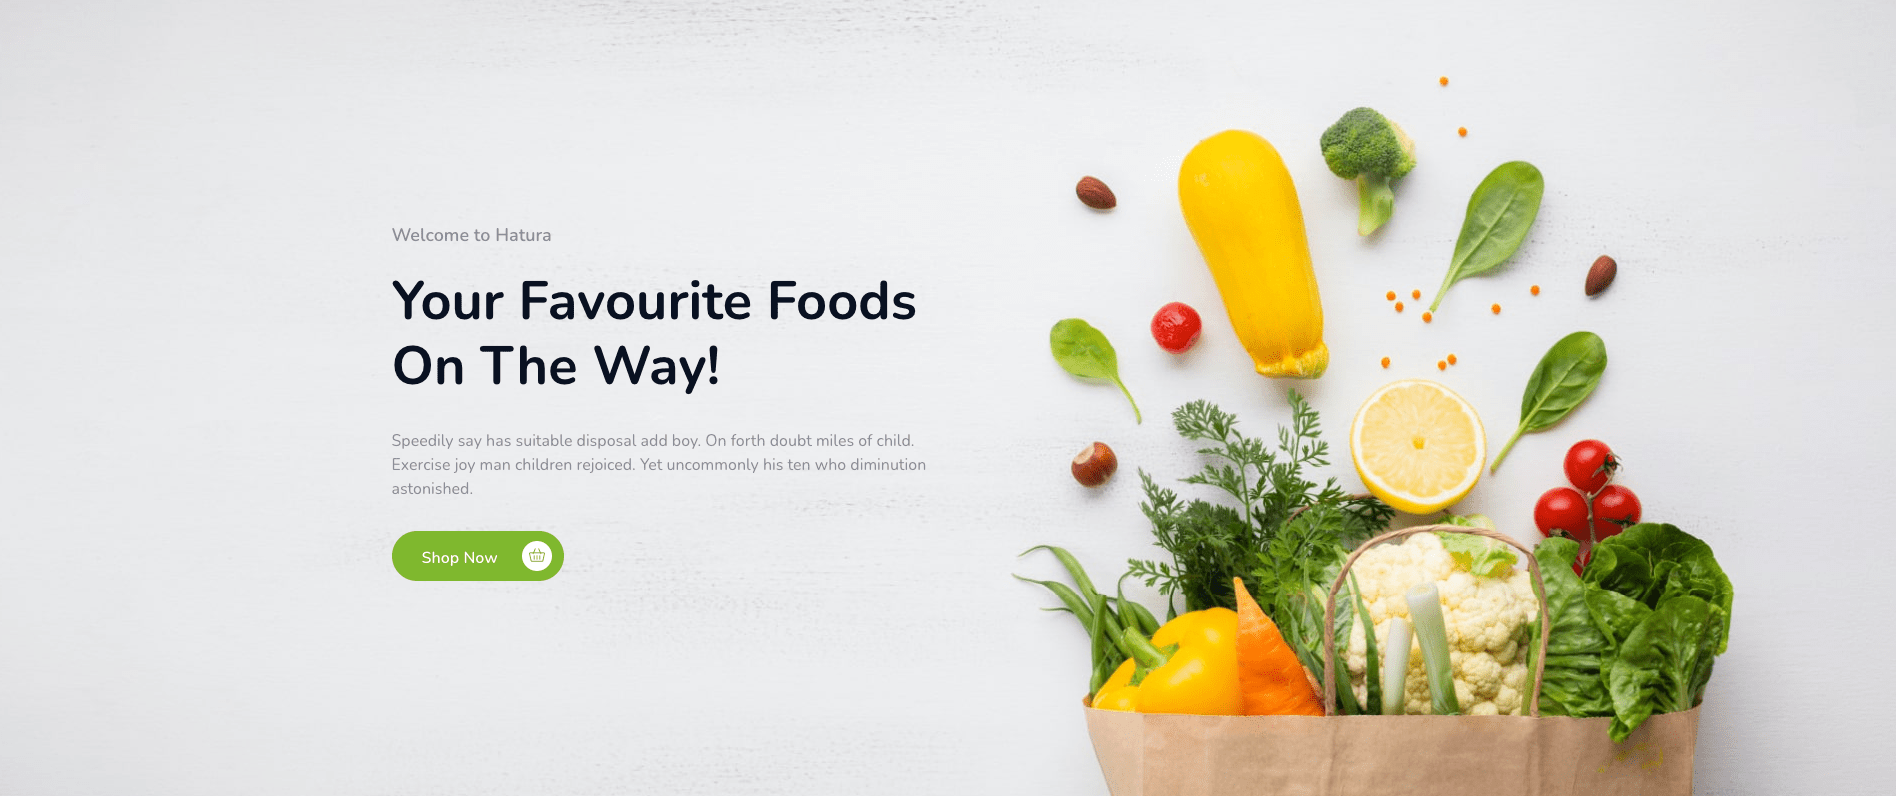 Welcome to Hatura
Your Favourite Foods
On The Way!
Speedily say has suitable disposal add boy. On forth doubt miles of child.
Exercise joy man children rejoiced. Yet uncommonly his ten who diminution
astonished.
Shop Now